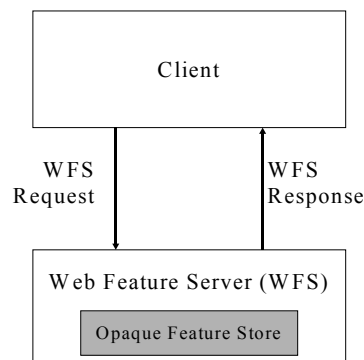 Client
WFS
Request
WFS
Response
Web Feature Server (WFS)
Opaque Feature Store